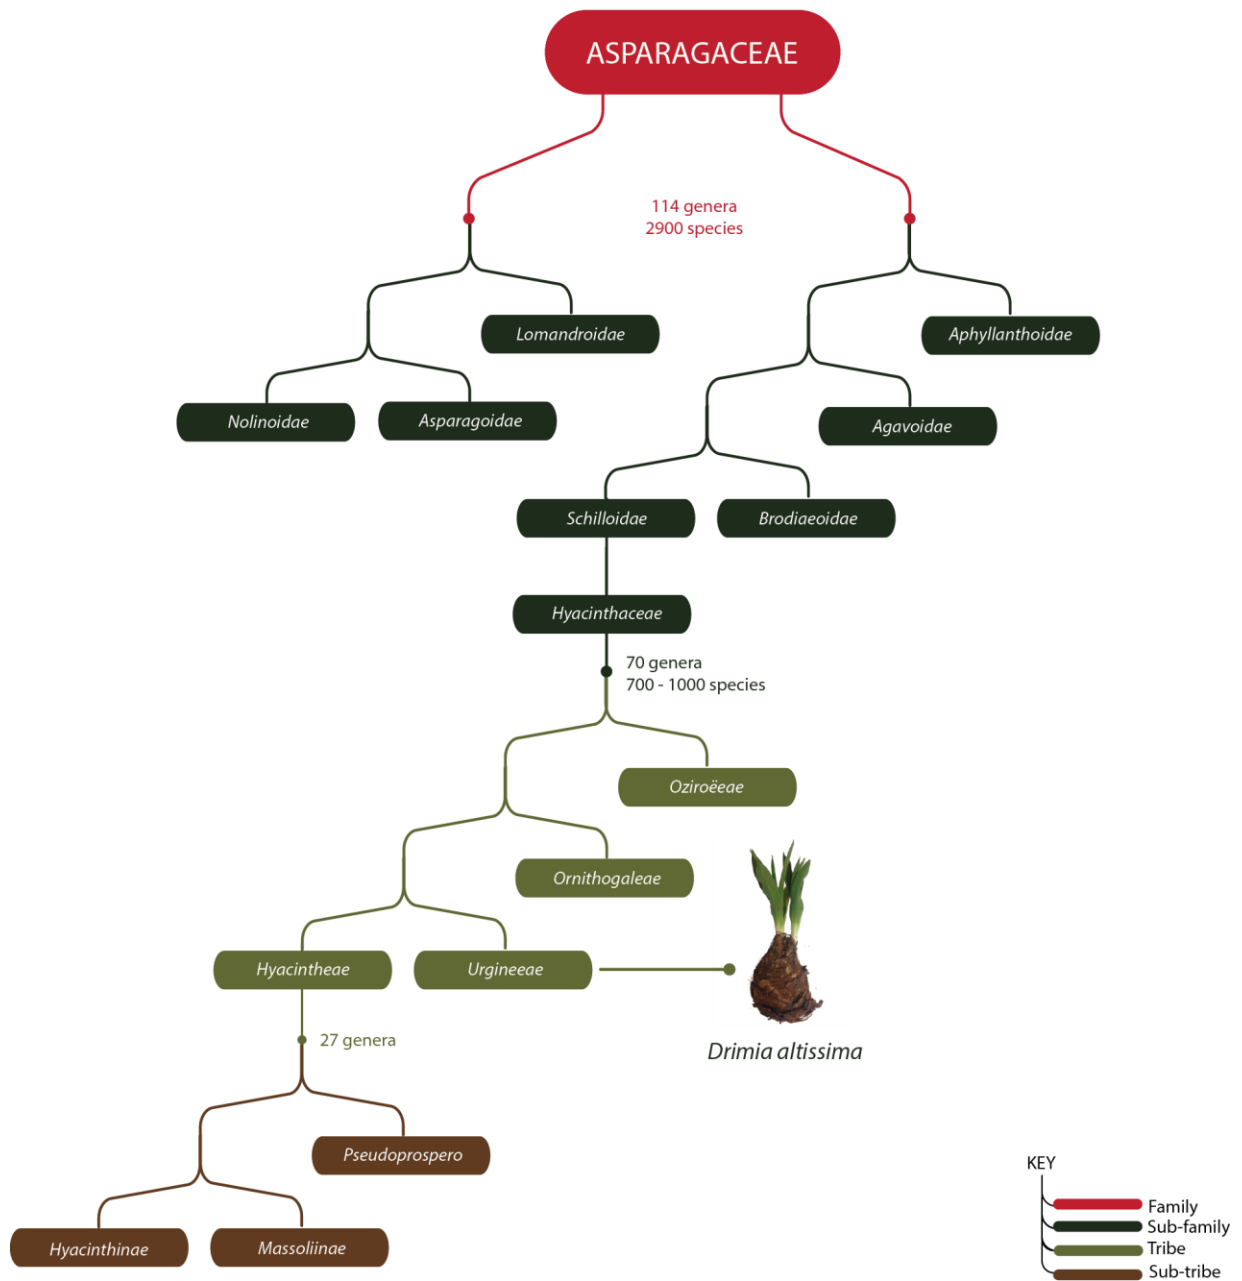 ASPARAGACEAE
114 genera
2900 species
Lomandroidae
Aphyllanthoidae
Nolinoidae
Asparagoidae
Agavoidae
Schilloidae
Brodiaeoidae
Hyacinthaceae
70 genera
700 - 1000 species
Oziroëeae
Ornithogaleae
Hyacintheae
Urgineeae
27 genera
Drimia altissima
Pseudoprospero
Hyacinthinae
Massoliinae
KEY
Family
Sub-family
Tribe
Sub-tribe